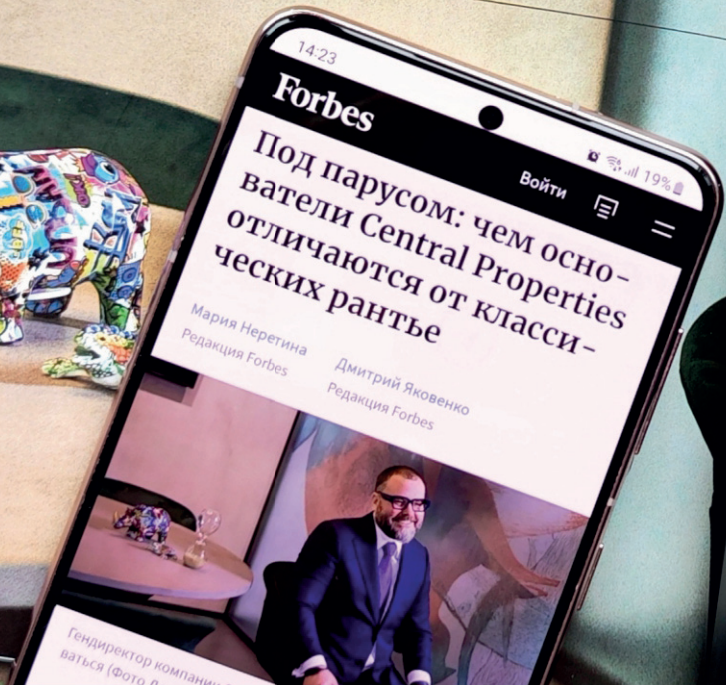 14:23
19%
Forbes
Войти
Под парусом: чем осно-
ватели Central Properties
отличаются от класси-
ческих рантье
Мария Неретина
Редакция Forbes
Дмитрий Яковенко
Редакция Forbes
Гендиректор компании
ваться (Фото